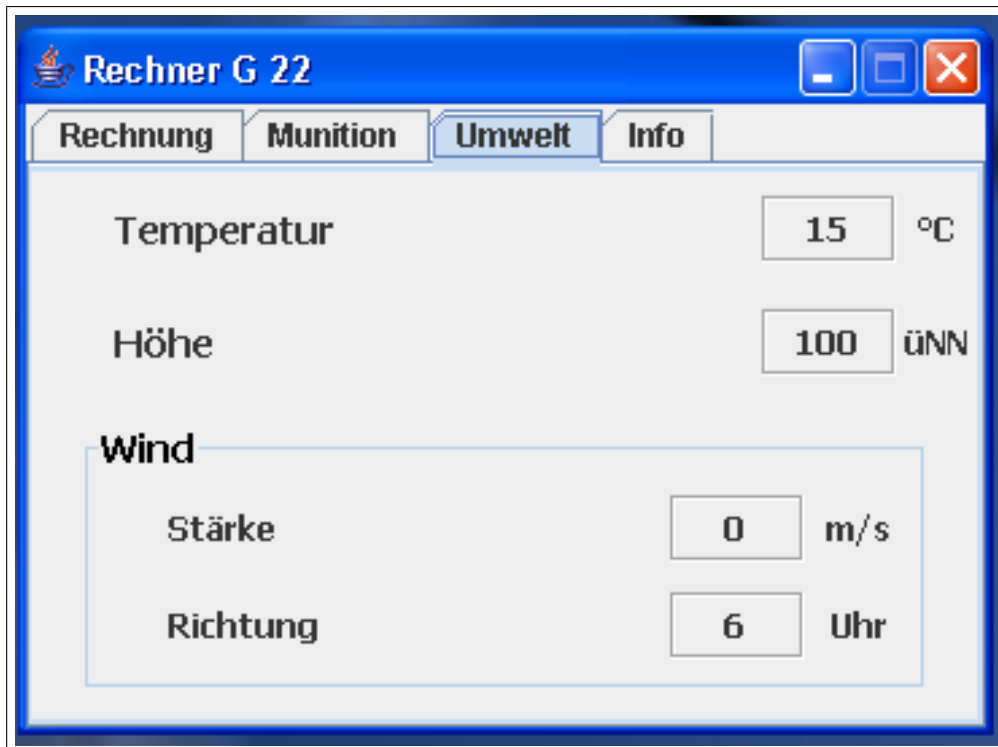 Rechner G 22
Rechnung Munition Umwelt Info
Temperatur 15 °C
Höhe 100 üNN
Wind
Stärke 0 m/s
Richtung 6 Uhr